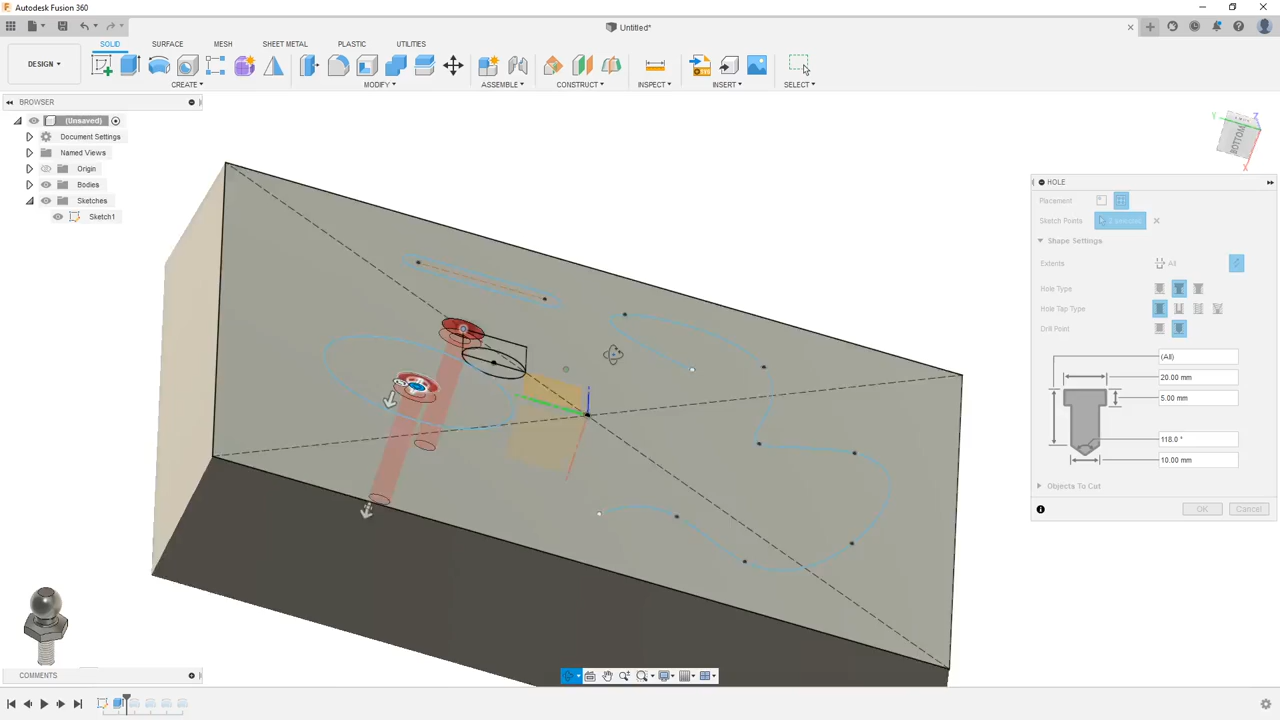 Autodesk Fusion 360
Untitled*
DESIGN
SOLID
SURFACE
MESH
SHEET METAL
PLASTIC
UTILITIES
CREATE
MODIFY
ASSEMBLE
CONSTRUCT
INSPECT
INSERT
SELECT
BROWSER
(Unsaved)
Document Settings
Named Views
Origin
Bodies
Sketches
Sketch1
Y
Z
BOTTOM
X
HOLE
Placement
Sketch Points
Shape Settings
Extents
All
Hole Type
Hole Tap Type
Drill Point
(All)
20.00 mm
5.00 mm
118.0 °
10.00 mm
Objects To Cut
OK
Cancel
COMMENTS